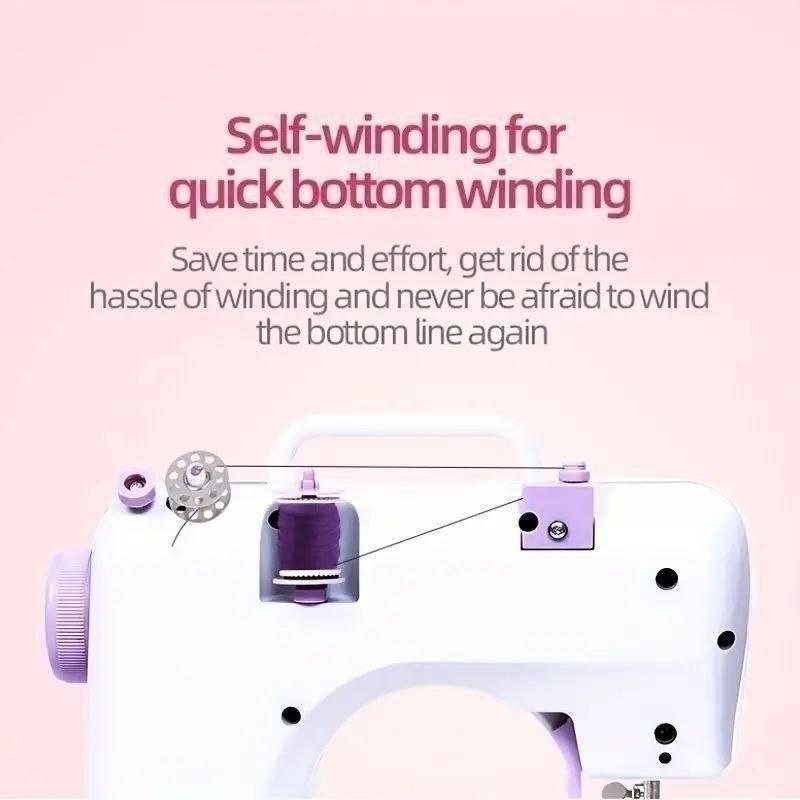 Self-winding for
quick bottom winding
Save time and effort, get rid of the
hassle of winding and never be afraid to wind
the bottom line again